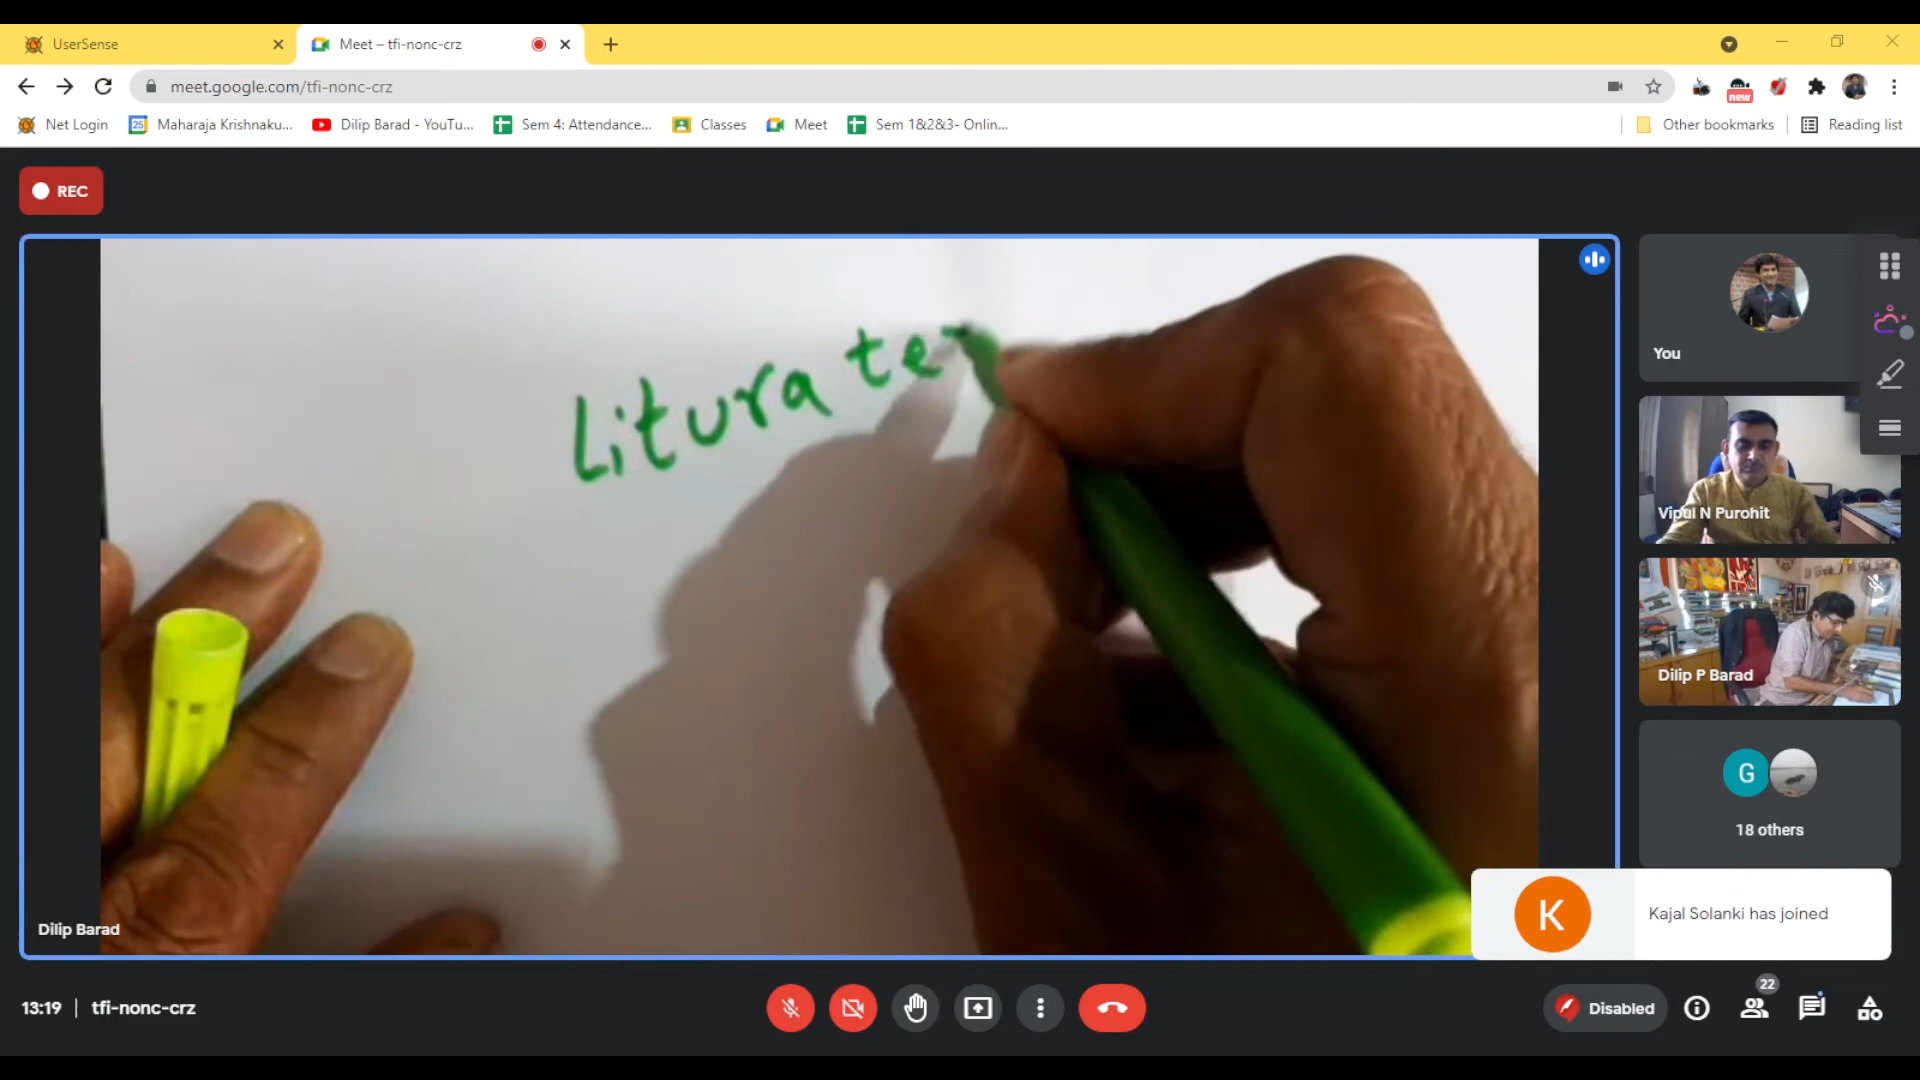 UserSense
Meet – tfi-nonc-crz
meet.google.com/tfi-nonc-crz
new
Net Login
25
Maharaja Krishnaku...
Dilip Barad - YouTu...
Sem 4: Attendance...
Classes
Meet
Sem 1&2&3- Onlin...
Other bookmarks
Reading list
REC
Liturate
You
Vipul N Purohit
Dilip P Barad
G
18 others
Dilip Barad
K
Kajal Solanki has joined
13:19 | tfi-nonc-crz
Disabled
22